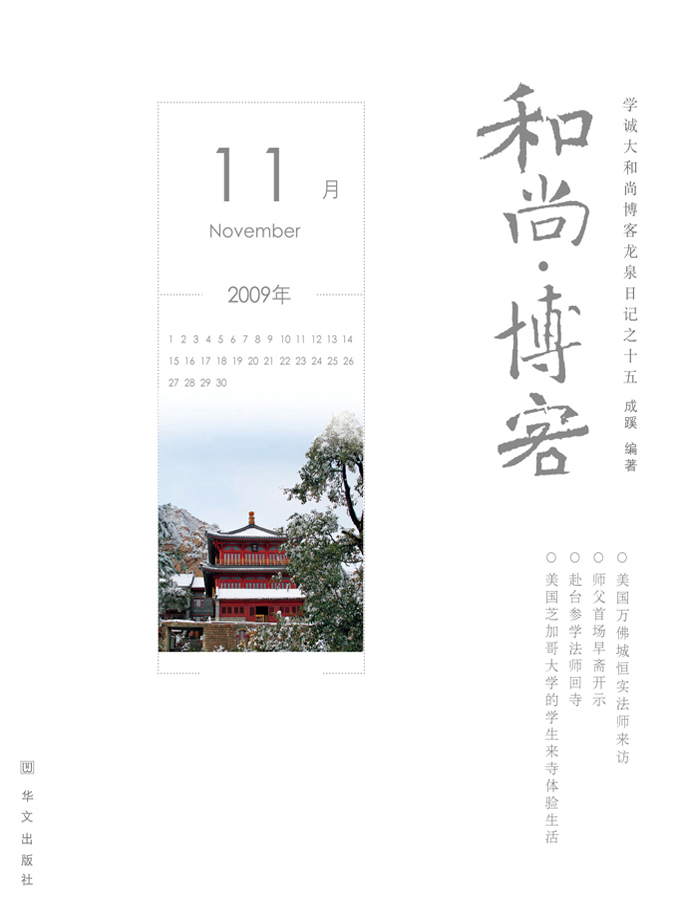 和尚·博客
学诚大和尚博客龙泉日记之十五 成蹊 编著
11月
November
2009年
1 2 3 4 5 6 7 8 9 10 11 12 13 14
15 16 17 18 19 20 21 22 23 24 25 26
27 28 29 30
○美国万佛城恒实法师来访
○师父首场早斋开示
○赴台参学法师回寺
○美国芝加哥大学的学生来寺体验生活
华文出版社